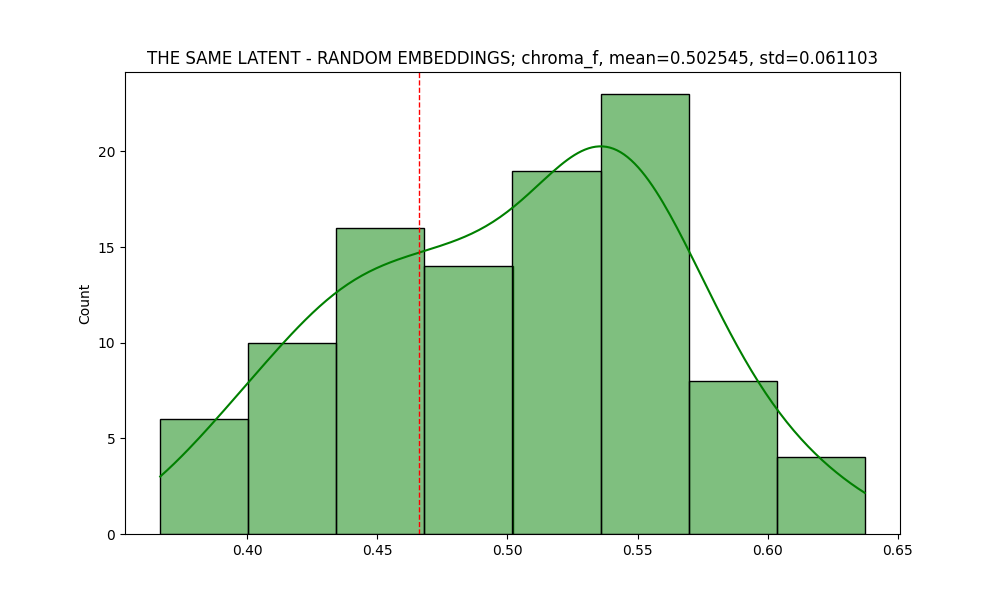 THE SAME LATENT - RANDOM EMBEDDINGS; chroma_f, mean=0.502545, std=0.061103
20
15
Count
10
5
0
0.40 0.45 0.50 0.55 0.60 0.65